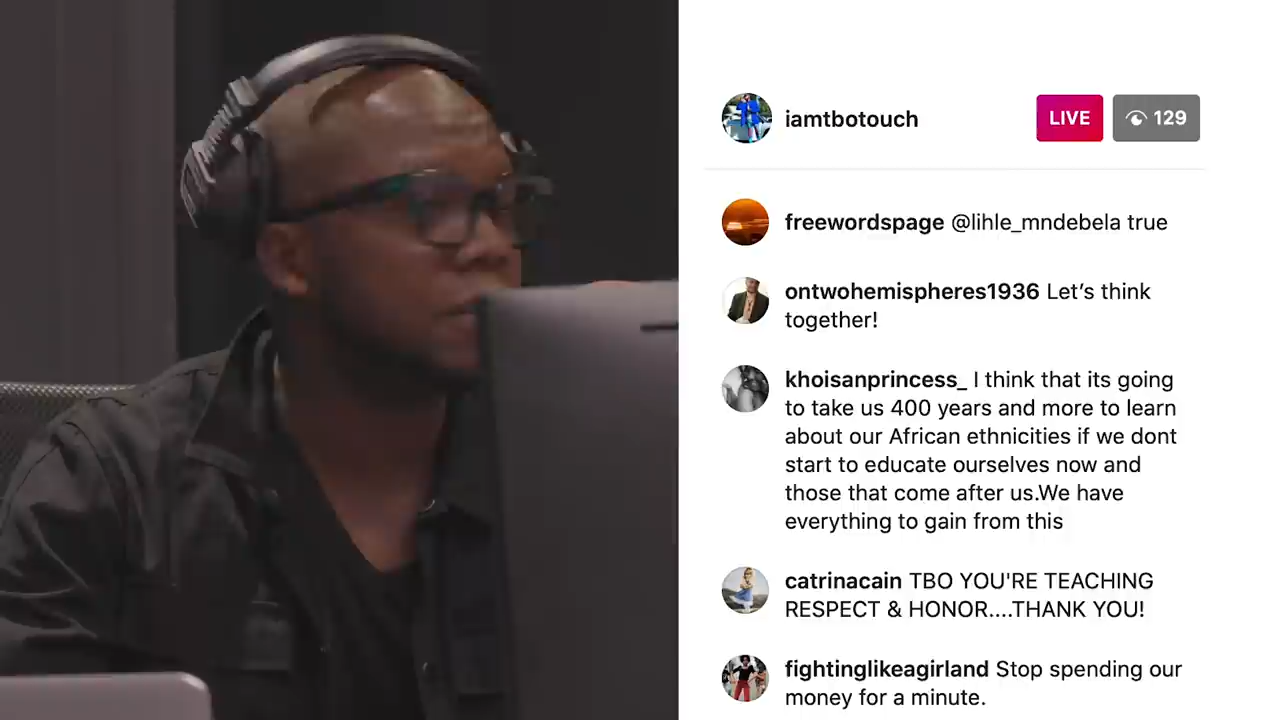 iamtbotouch
LIVE
129
freewordspage @lihle_mndebela true
ontwohemispheres1936 Let’s think
together!
khoisanprincess_ I think that its going
to take us 400 years and more to learn
about our African ethnicities if we dont
start to educate ourselves now and
those that come after us.We have
everything to gain from this
catrinacain TBO YOU'RE TEACHING
RESPECT & HONOR....THANK YOU!
fightinglikeagirland Stop spending our
money for a minute.